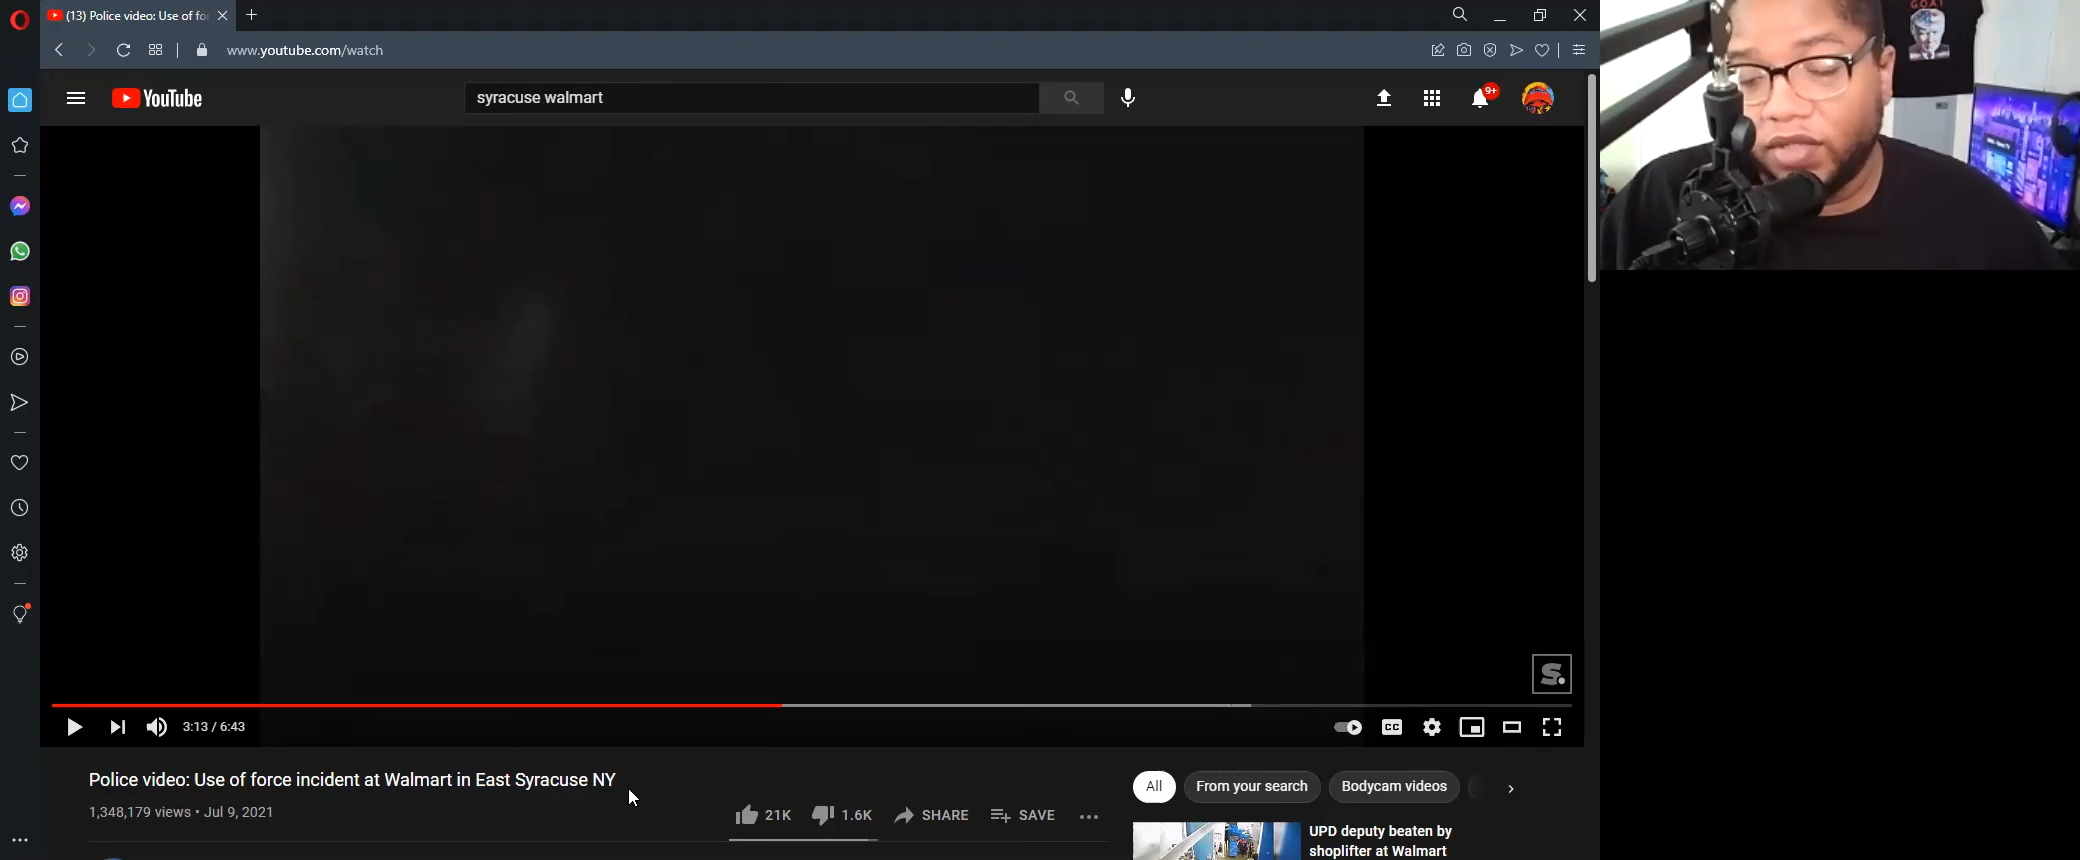 (13) Police video: Use of fo
www.youtube.com/watch
YouTube
syracuse walmart
9+
GOAT
S.
3:13 / 6:43
CC
Police video: Use of force incident at Walmart in East Syracuse NY
1,348,179 views • Jul 9, 2021
21K
1.6K
SHARE
SAVE
All
From your search
Bodycam videos
UPD deputy beaten by
shoplifter at Walmart